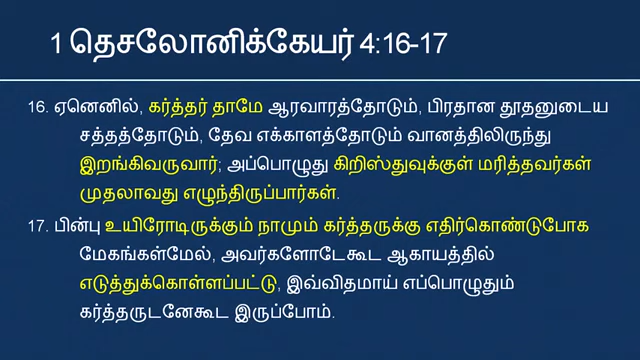 1 தெசலோனிக்கேயர் 4:16-17
16. ஏனெனில், கர்த்தர் தாமே ஆரவாரத்தோடும், பிரதான தூதனுடைய
சத்தத்தோடும், தேவ எக்காளத்தோடும் வானத்திலிருந்து
இறங்கிவருவார்; அப்பொழுது கிறிஸ்துவுக்குள் மரித்தவர்கள்
முதலாவது எழுந்திருப்பார்கள்.
17. பின்பு உயிரோடிருக்கும் நாமும் கர்த்தருக்கு எதிர்கொண்டுபோக
மேகங்கள்மேல், அவர்களோடேகூட ஆகாயத்தில்
எடுத்துக்கொள்ளப்பட்டு, இவ்விதமாய் எப்பொழுதும்
கர்த்தருடனேகூட இருப்போம்.